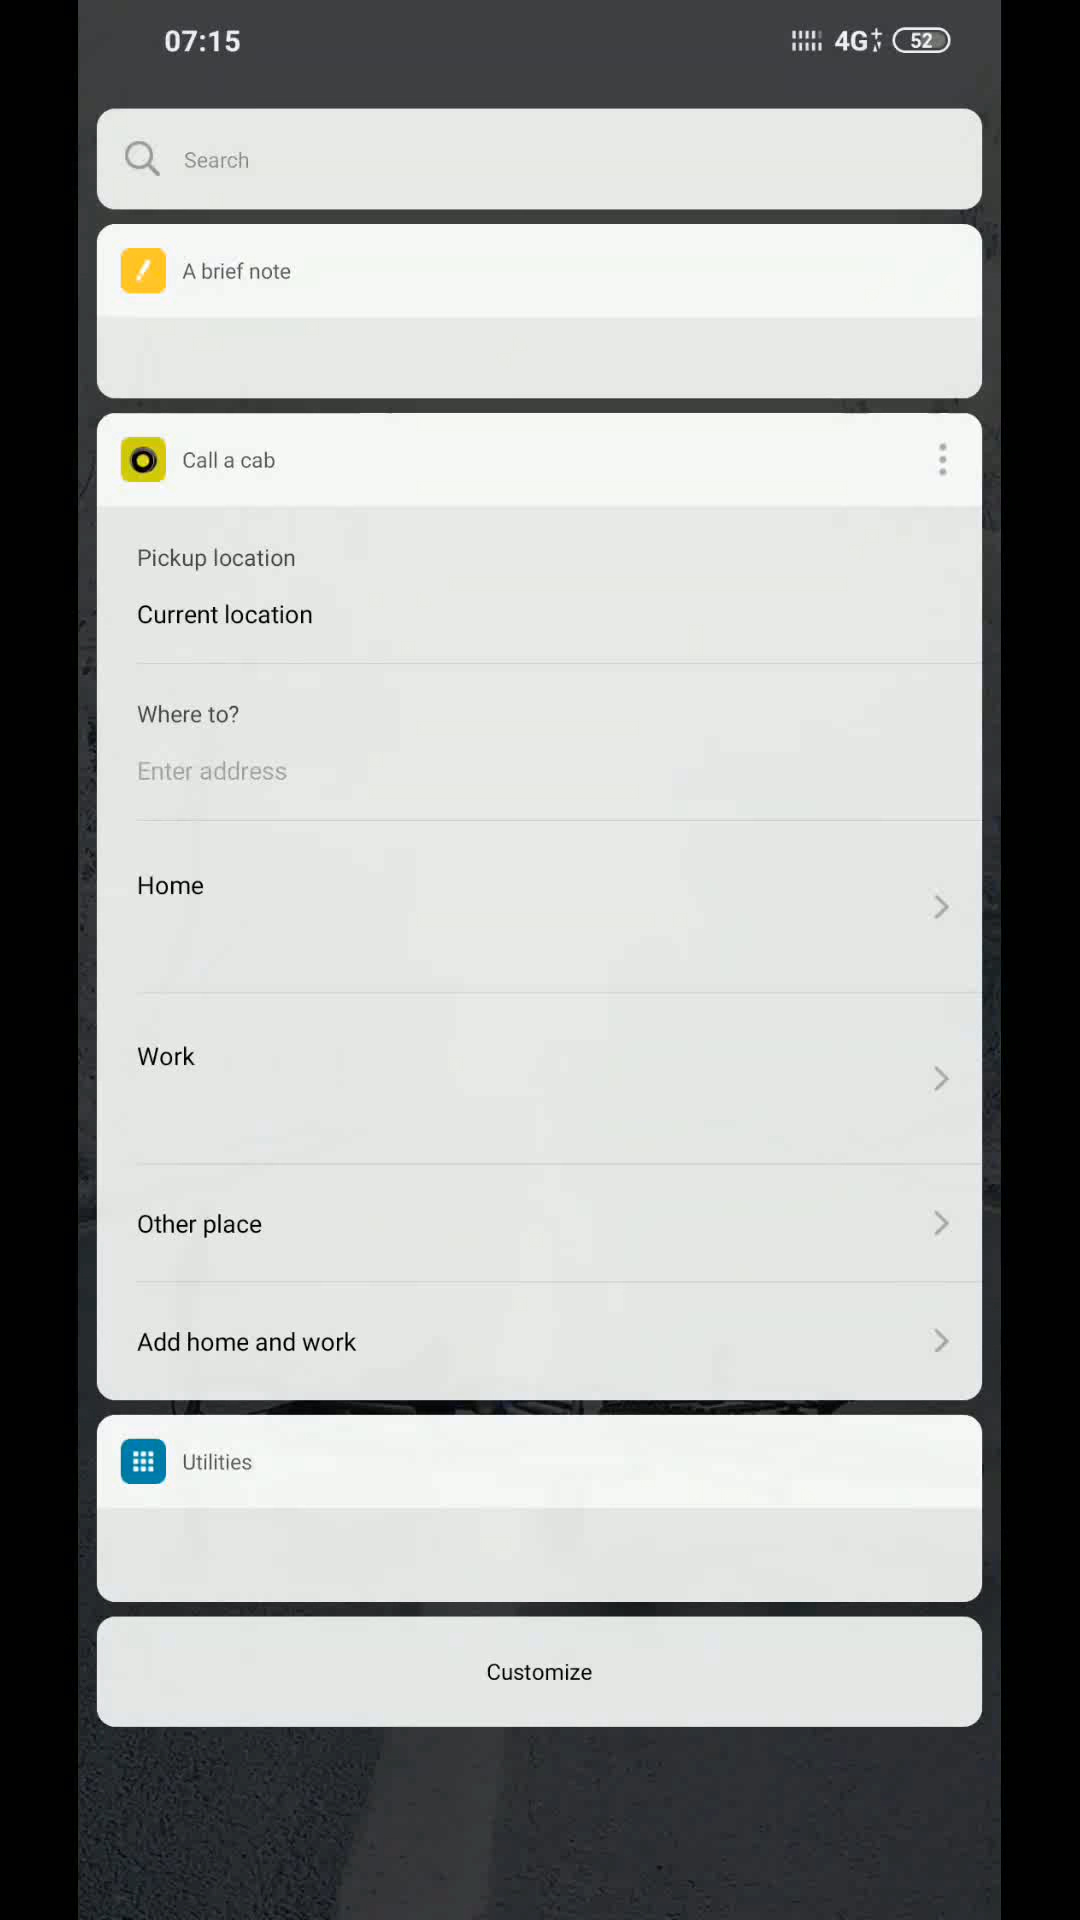 07:15
4G+ 52
Search
A brief note
Call a cab
Pickup location
Current location
Where to?
Enter address
Home
Work
Other place
Add home and work
Utilities
Customize